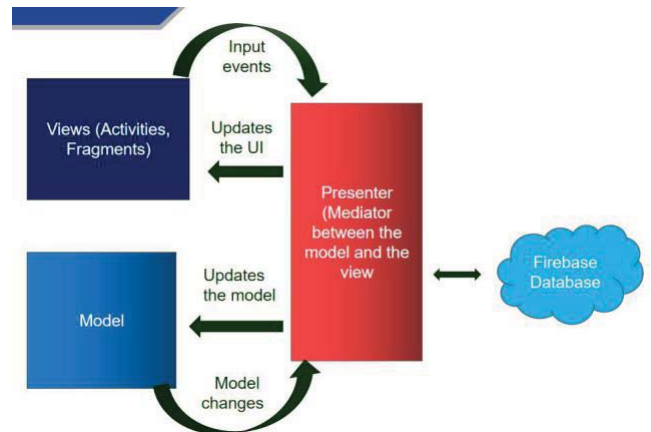 Input
events
Views (Activities,
Fragments)
Updates
the UI
Presenter
(Mediator
between the
model and the
view
Firebase
Database
Updates
the model
Model
Model
changes